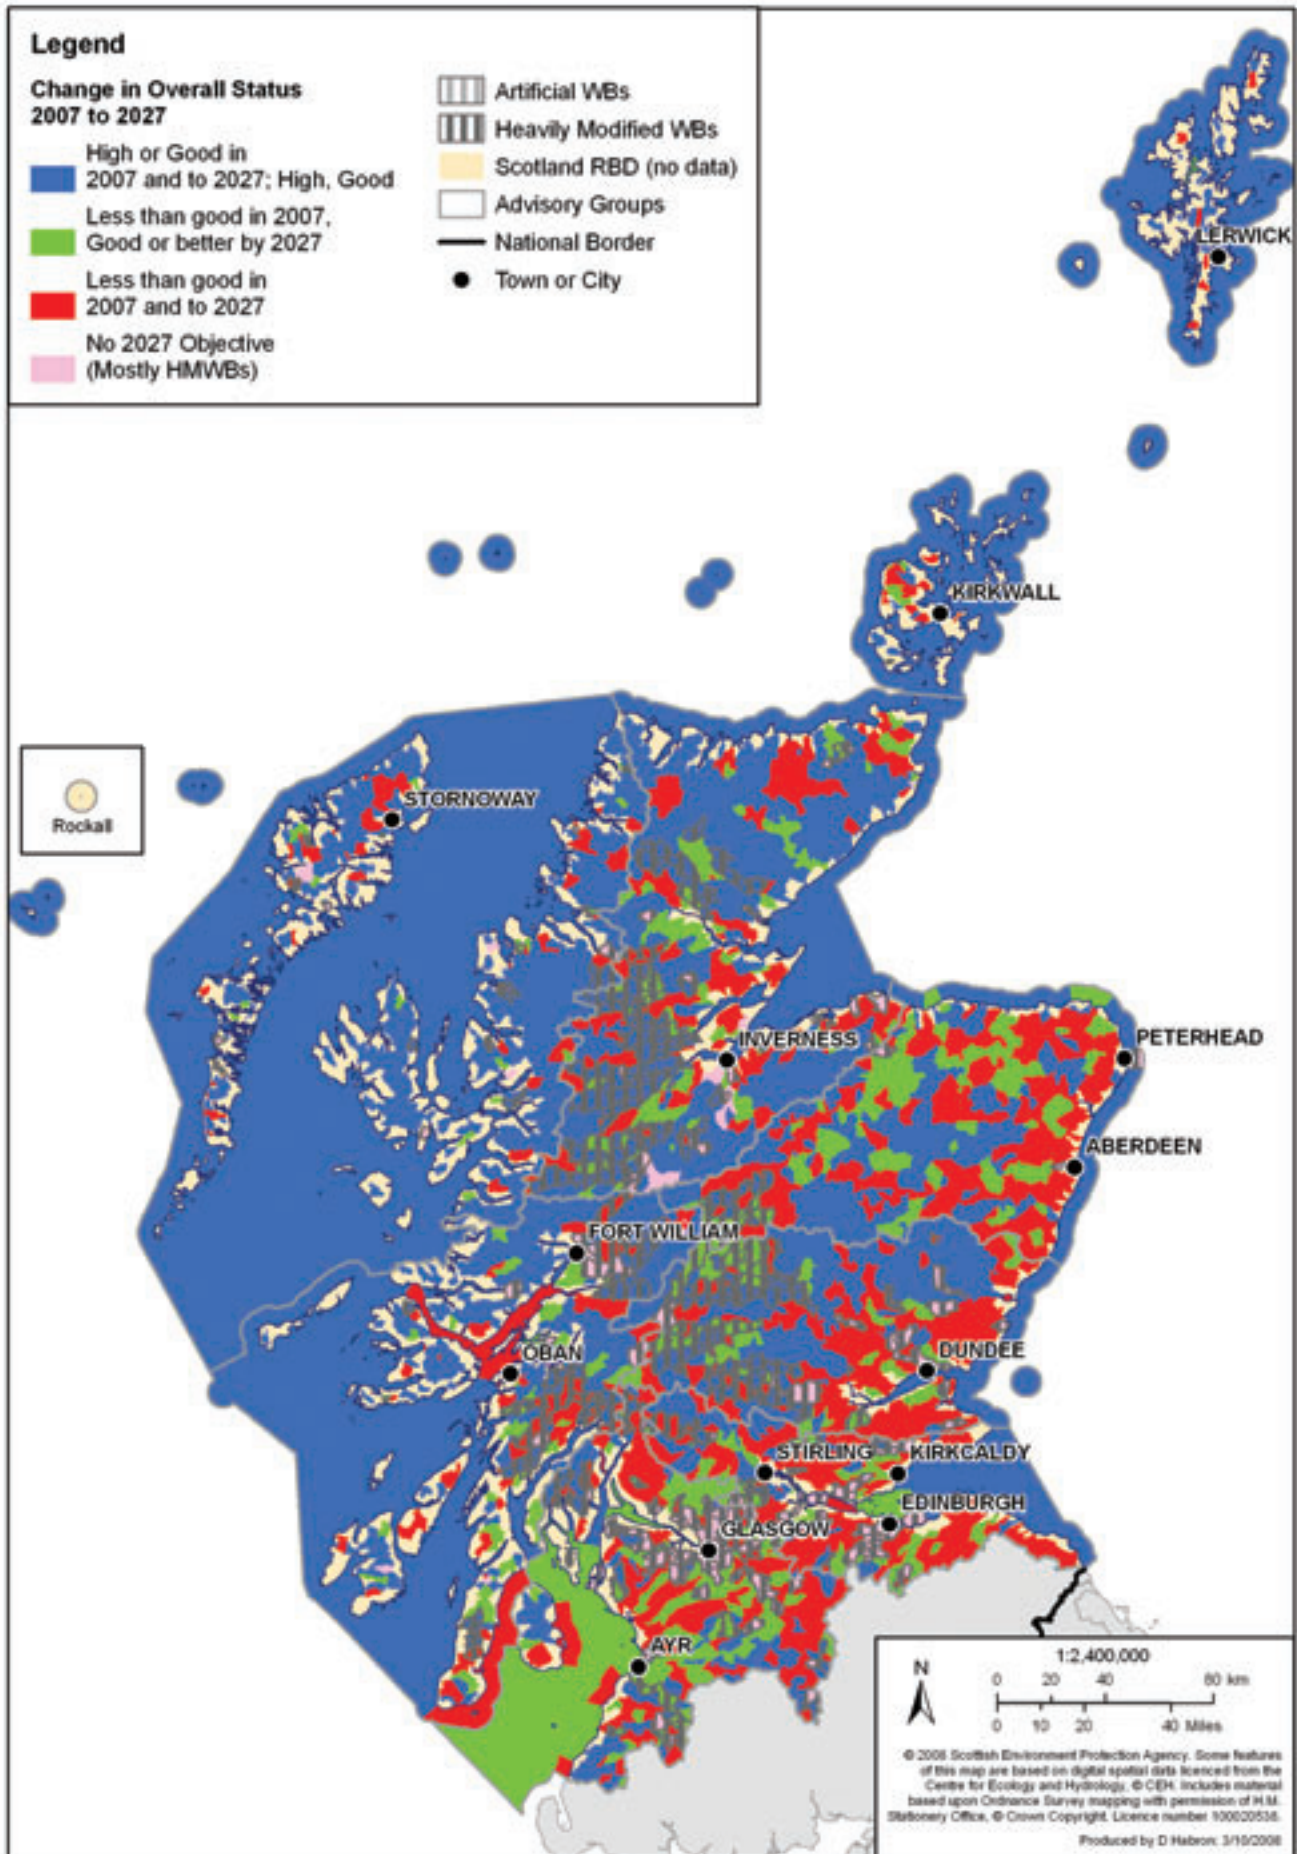 Legend
Change in Overall Status
2007 to 2027
High or Good in
2007 and to 2027; High, Good
Less than good in 2007,
Good or better by 2027
Less than good in
2007 and to 2027
No 2027 Objective
(Mostly HMWBs)
Artificial WBs
Heavily Modified WBs
Scotland RBD (no data)
Advisory Groups
National Border
Town or City
LERWICK
KIRKWALL
STORNOWAY
Rockall
INVERNESS
PETERHEAD
ABERDEEN
FORT WILLIAM
OBAN
DUNDEE
STIRLING
KIRKCALDY
EDINBURGH
GLASGOW
AYR
N
1:2,400,000
0 20 40 80 km
0 10 20 40 Miles
© 2008 Scottish Environment Protection Agency. Some features
of this map are based on digital spatial data licenced from the
Centre for Ecology and Hydrology, © CEH. Includes material
based upon Ordnance Survey mapping with permission of H.M.
Stationery Office, © Crown Copyright. Licence number 100020538.
Produced by D Habron: 3/10/2008